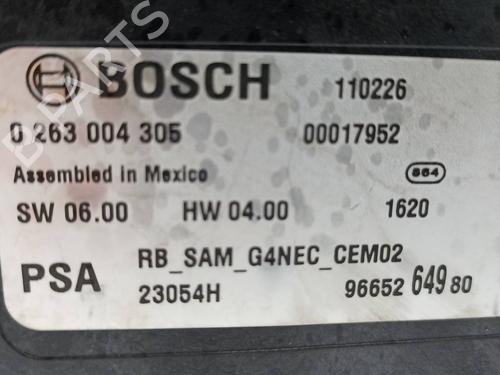 BOSCH 110226
0 263 004 305 00017952
Assembled in Mexico 864
SW 06.00 HW 04.00 1620
PSA RB_SAM_G4NEC_CEM02
23054H 96652 649 80